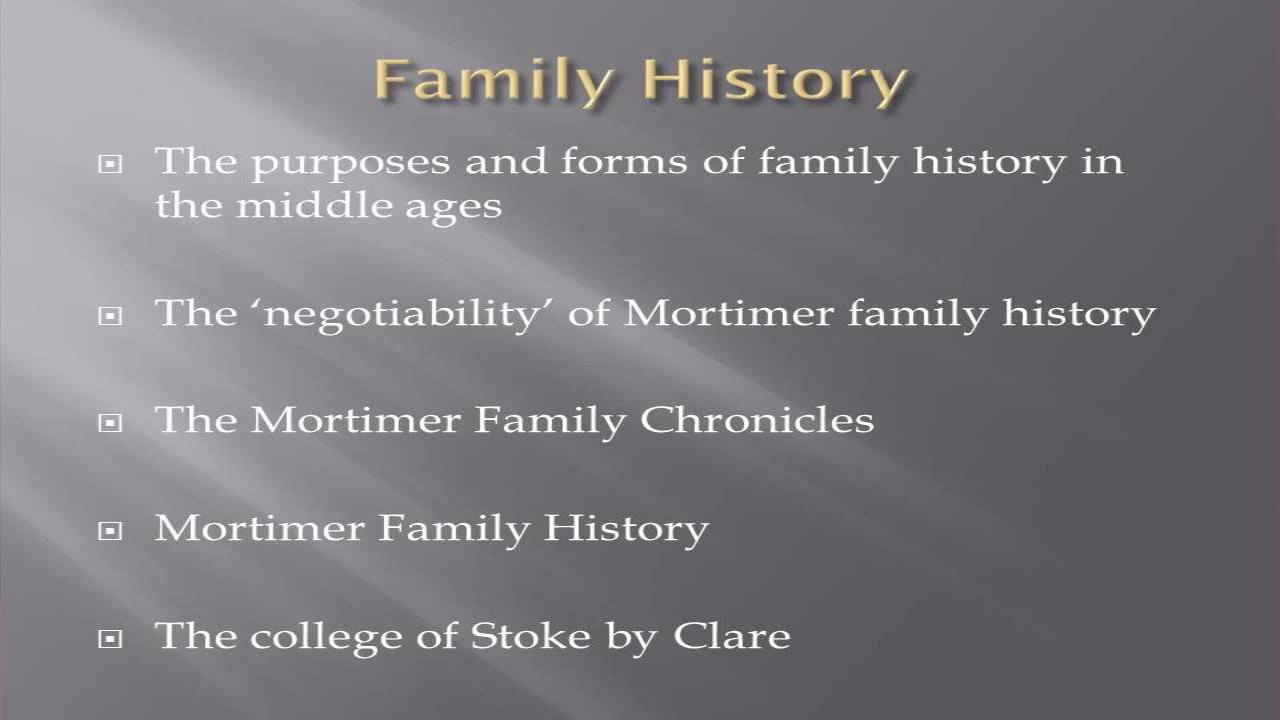 Family History
The purposes and forms of family history in
the middle ages
The ‘negotiability’ of Mortimer family history
The Mortimer Family Chronicles
Mortimer Family History
The college of Stoke by Clare